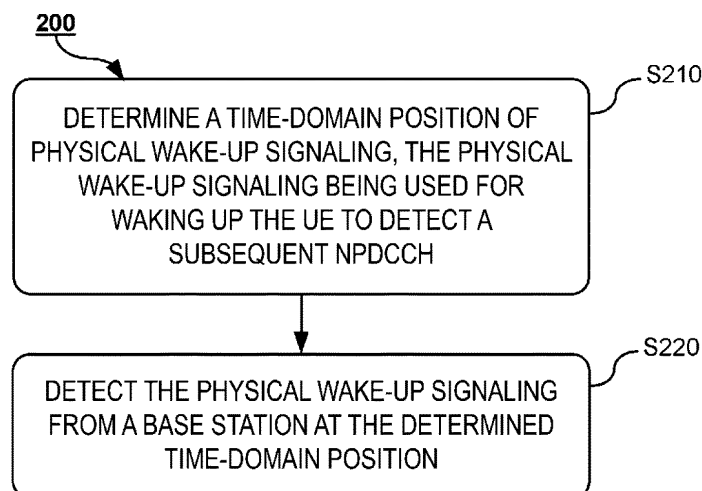 200
S210
DETERMINE A TIME-DOMAIN POSITION OF
PHYSICAL WAKE-UP SIGNALING, THE PHYSICAL
WAKE-UP SIGNALING BEING USED FOR
WAKING UP THE UE TO DETECT A
SUBSEQUENT NPDCCH
S220
DETECT THE PHYSICAL WAKE-UP SIGNALING
FROM A BASE STATION AT THE DETERMINED
TIME-DOMAIN POSITION